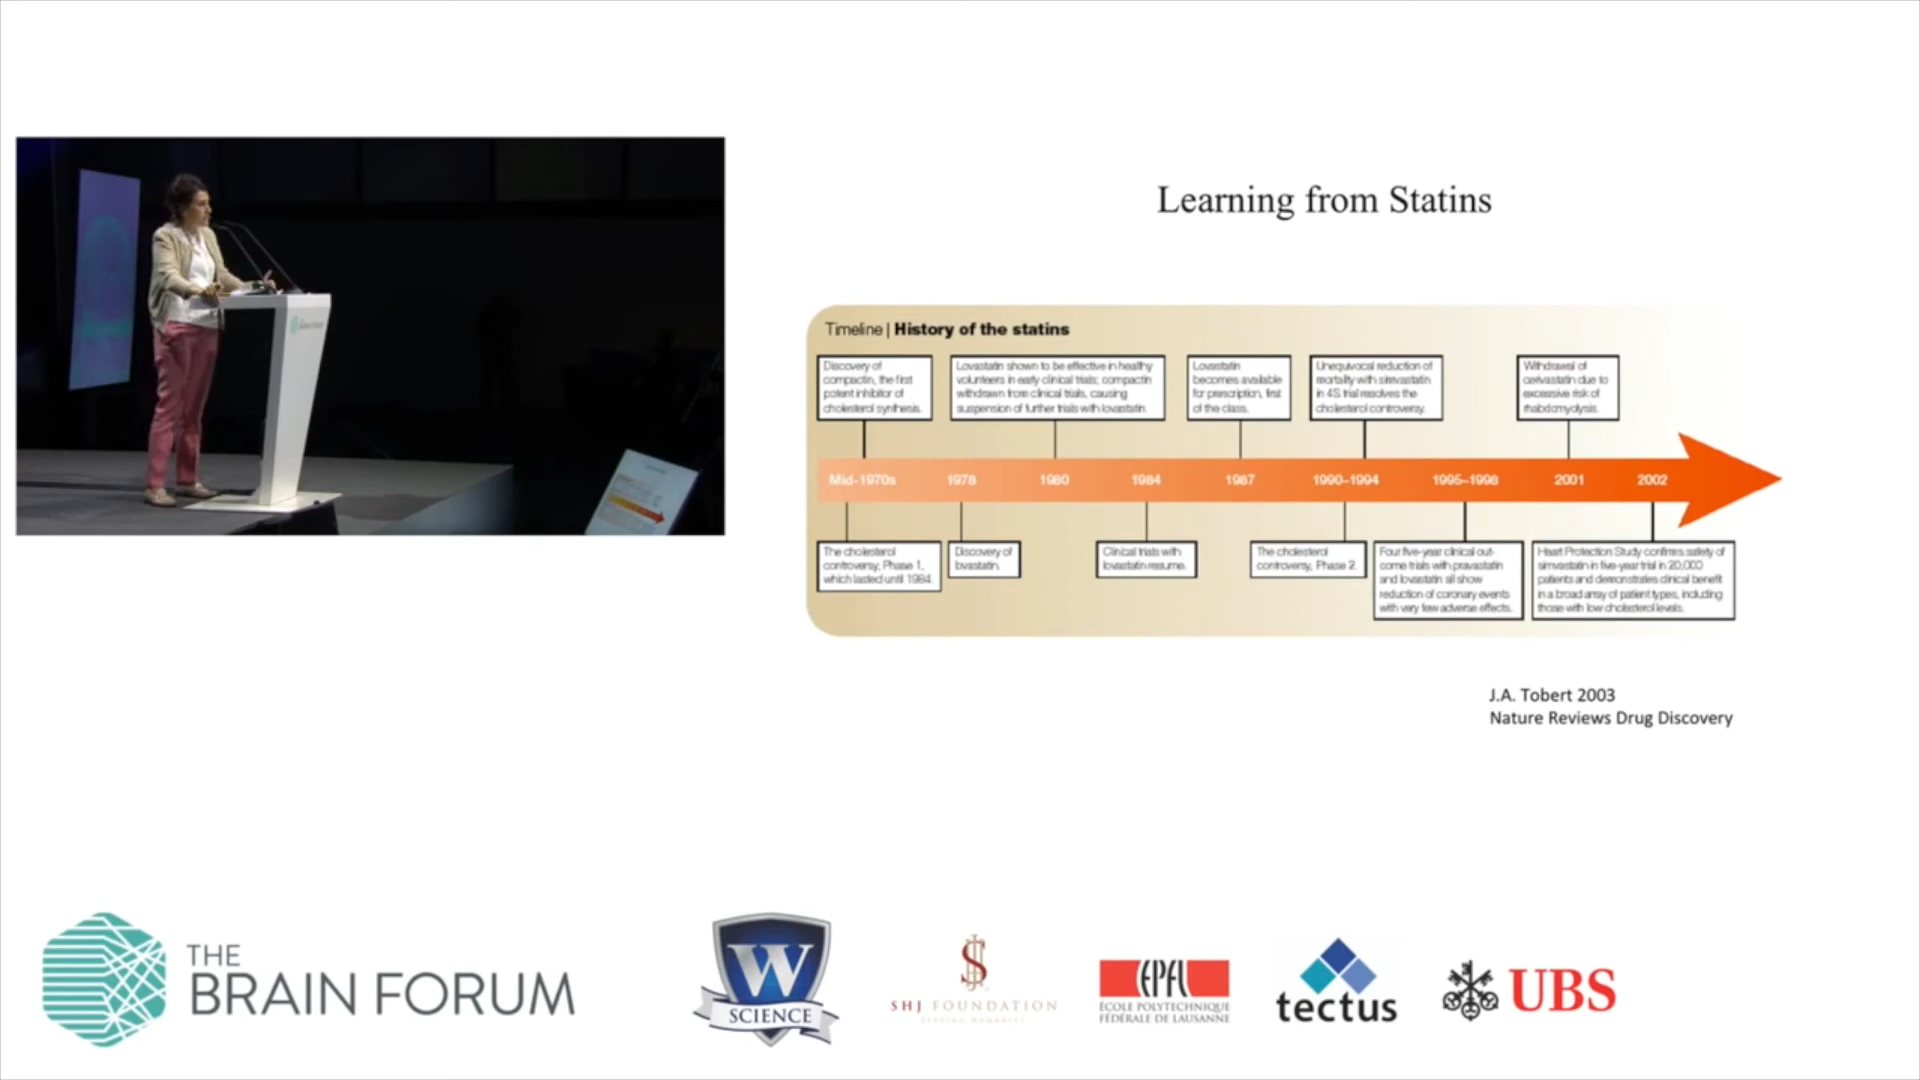 Learning from Statins
Timeline | History of the statins
Discovery of
compactin, the first
potent inhibitor of
cholesterol synthesis.
Lovastatin shown to be effective in healthy
volunteers in early clinical trials; compactin
withdrawn from clinical trials, causing
suspension of further trials with lovastatin.
Lovastatin
becomes available
for prescription, first
of the class.
Unequivocal reduction of
mortality with simvastatin
in 4S trial resolves the
cholesterol controversy.
Withdrawal of
cerivastatin due to
excessive risk of
rhabdomyolysis.
Mid-1970s 1978 1980 1984 1987 1990–1994 1995–1998 2001 2002
The cholesterol
controversy, Phase 1,
which lasted until 1984.
Discovery of
lovastatin.
Clinical trials with
lovastatin resume.
The cholesterol
controversy, Phase 2.
Four five-year clinical out-
come trials with pravastatin
and lovastatin all show
reduction of coronary events
with very few adverse effects.
Heart Protection Study confirms safety of
simvastatin in five-year trial in 20,000
patients and demonstrates clinical benefit
in a broad array of patient types, including
those with low cholesterol levels.
J.A. Tobert 2003
Nature Reviews Drug Discovery
THE
BRAIN FORUM
W
SCIENCE
SHJ FOUNDATION
SERVING HUMANITY
EPFL
ÉCOLE POLYTECHNIQUE
FÉDÉRALE DE LAUSANNE
tectus
UBS